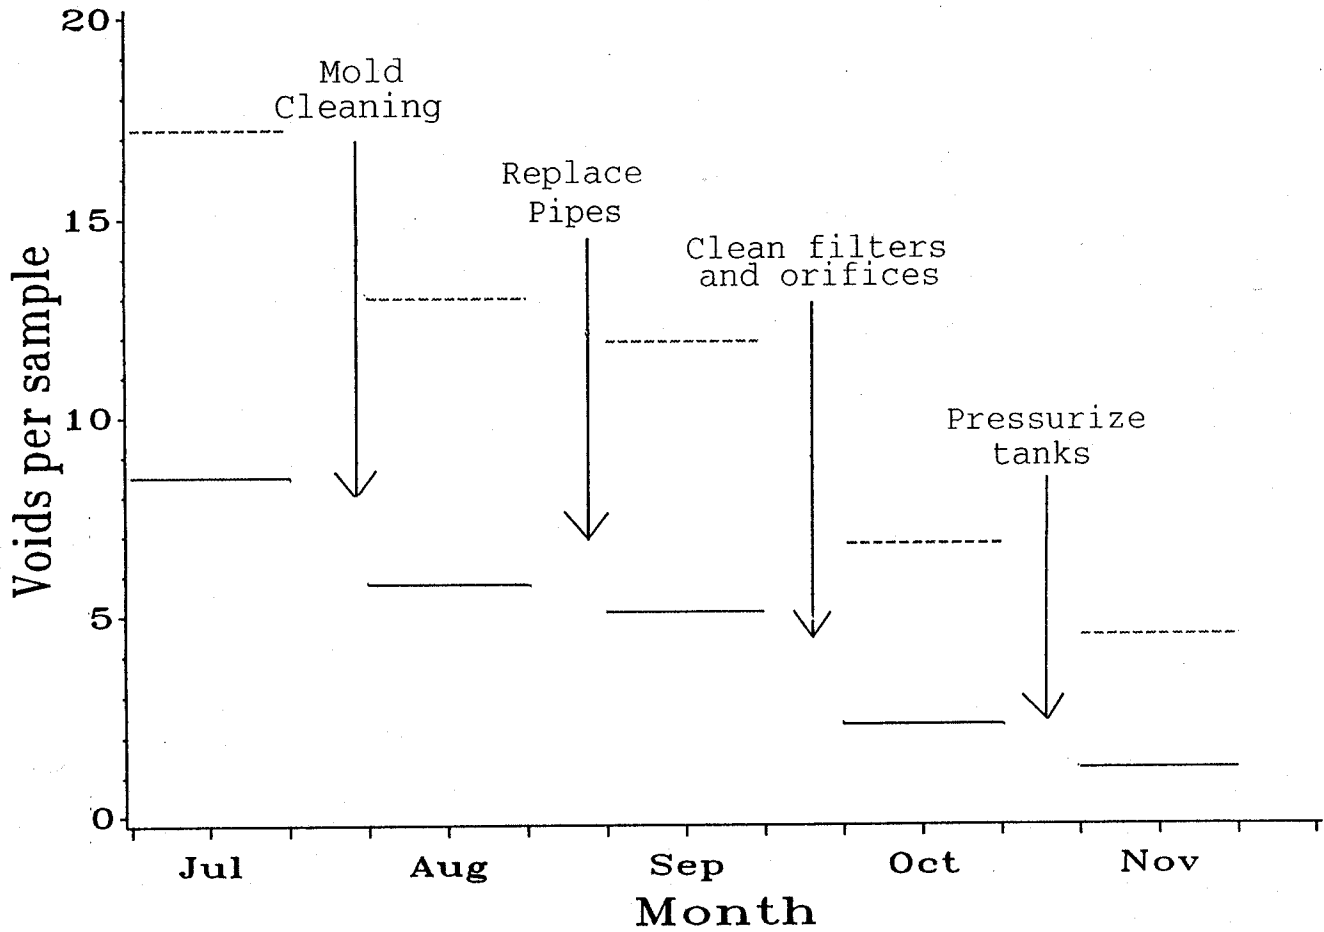 20
Mold
Cleaning
Replace
Pipes
15
Clean filters
and orifices
Voids per sample
10
Pressurize
tanks
5
0
Jul Aug Sep Oct Nov
Month